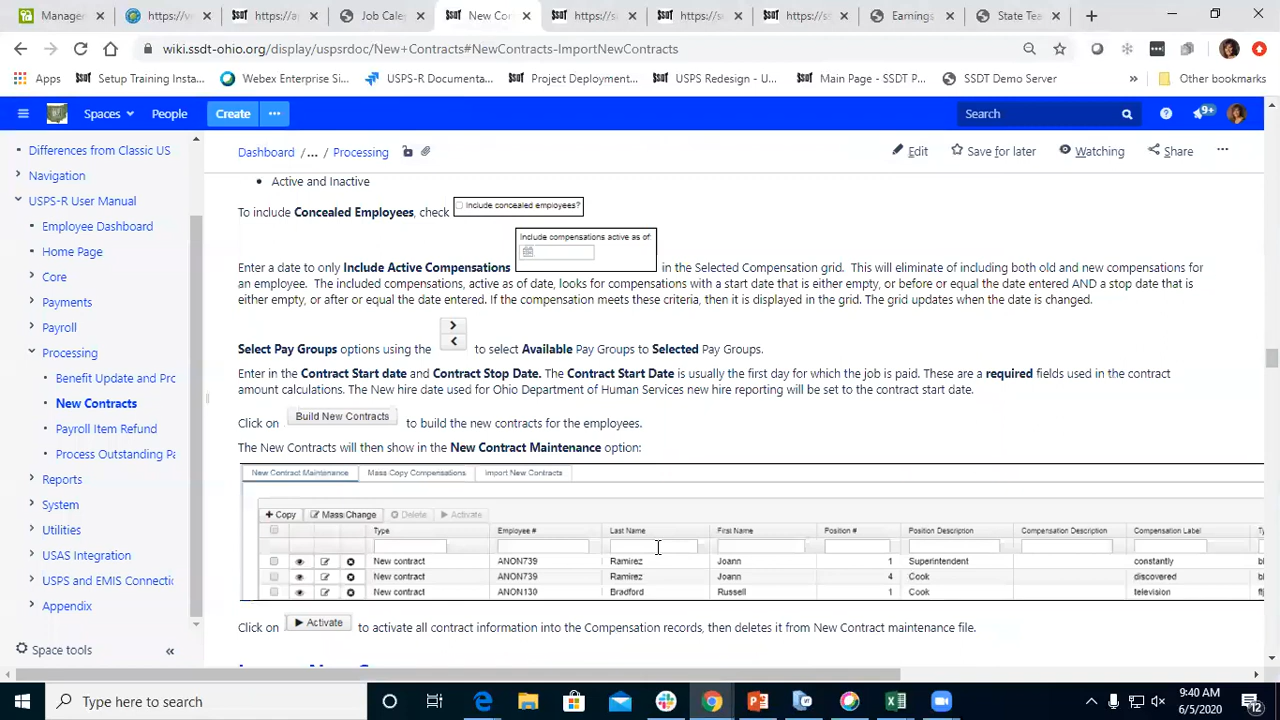 Manage
https://w
https://
Job Cale
New Co
https://s
https://
https://s
Earnings
State Tea
wiki.ssdt-ohio.org/display/uspsrdoc/New+Contracts#NewContracts-ImportNewContracts
Apps
Setup Training Insta...
Webex Enterprise Si...
USPS-R Documenta...
Project Deployment...
USPS Redesign - U...
Main Page - SSDT P...
SSDT Demo Server
»
Other bookmarks
Spaces
People
Create
Search
9+
Differences from Classic US
Navigation
USPS-R User Manual
Employee Dashboard
Home Page
Core
Payments
Payroll
Processing
Benefit Update and Pro
New Contracts
Payroll Item Refund
Process Outstanding Pa
Reports
System
Utilities
USAS Integration
USPS and EMIS Connectio
Appendix
Space tools
«
Dashboard /... / Processing
Edit
Save for later
Watching
Share
• Active and Inactive
To include Concealed Employees, check Include concealed employees?
Include compensations active as of:
Enter a date to only Include Active Compensations in the Selected Compensation grid. This will eliminate of including both old and new compensations for
an employee. The included compensations, active as of date, looks for compensations with a start date that is either empty, or before or equal the date entered AND a stop date that is
either empty, or after or equal the date entered. If the compensation meets these criteria, then it is displayed in the grid. The grid updates when the date is changed.
Select Pay Groups options using the to select Available Pay Groups to Selected Pay Groups.
Enter in the Contract Start date and Contract Stop Date. The Contract Start Date is usually the first day for which the job is paid. These are a required fields used in the contract
amount calculations. The New hire date used for Ohio Department of Human Services new hire reporting will be set to the contract start date.
Click on Build New Contracts to build the new contracts for the employees.
The New Contracts will then show in the New Contract Maintenance option:
New Contract Maintenance Mass Copy Compensations Import New Contracts
Copy Mass Change Delete Activate
Type Employee # Last Name First Name Position # Position Description Compensation Description Compensation Label Ty
New contract ANON739 Ramirez Joann 1 Superintendent constantly
New contract ANON739 Ramirez Joann 4 Cook discovered
New contract ANON130 Bradford Russell 1 Cook television
Click on Activate to activate all contract information into the Compensation records, then deletes it from New Contract maintenance file.
Type here to search
9:40 AM
6/5/2020
12